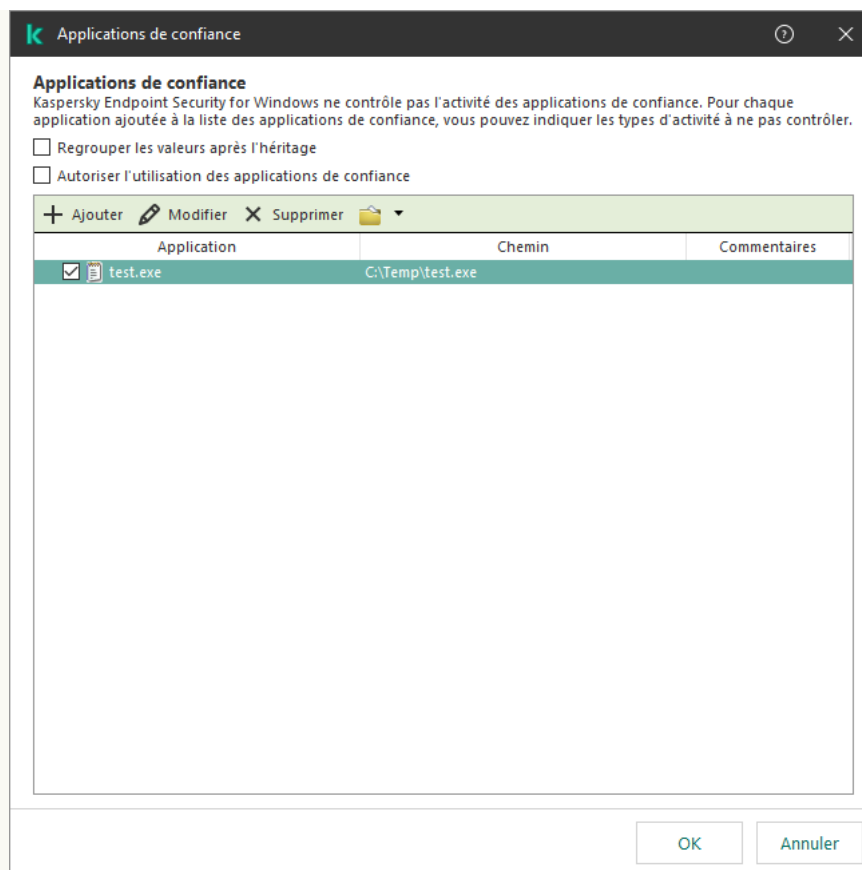 Applications de confiance
Applications de confiance
Kaspersky Endpoint Security for Windows ne contrôle pas l'activité des applications de confiance. Pour chaque
application ajoutée à la liste des applications de confiance, vous pouvez indiquer les types d'activité à ne pas contrôler.
Regrouper les valeurs après l'héritage
Autoriser l'utilisation des applications de confiance
Ajouter Modifier Supprimer
Application Chemin Commentaires
test.exe C:\Temp\test.exe
OK Annuler